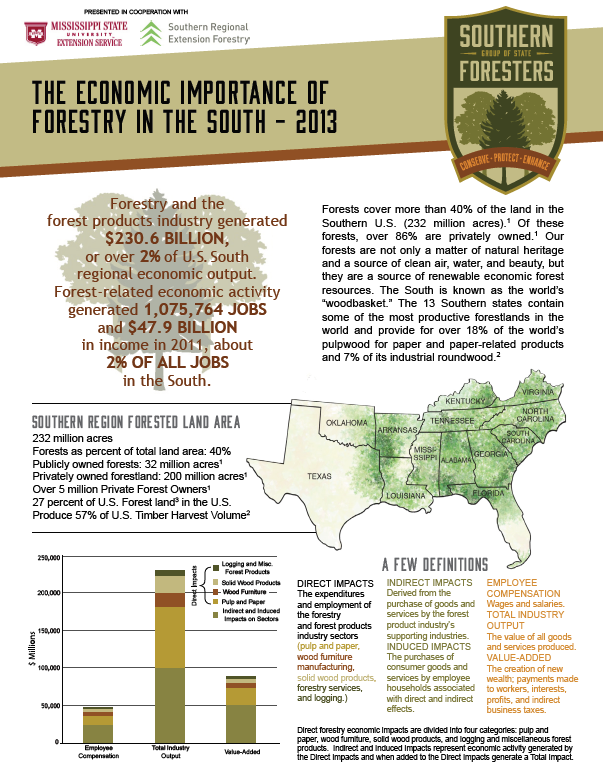 PRESENTED IN COOPERATION WITH
MISSISSIPPI STATE
UNIVERSITY
EXTENSION SERVICE
Southern Regional
Extension Forestry
SOUTHERN
GROUP OF STATE
FORESTERS
CONSERVE • PROTECT • ENHANCE
THE ECONOMIC IMPORTANCE OF
FORESTRY IN THE SOUTH – 2013
Forestry and the
forest products industry generated
$230.6 BILLION,
or over 2% of U.S. South
regional economic output.
Forest-related economic activity
generated 1,075,764 JOBS
and $47.9 BILLION
in income in 2011, about
2% OF ALL JOBS
in the South.
Forests cover more than 40% of the land in the
Southern U.S. (232 million acres).¹ Of these
forests, over 86% are privately owned.¹ Our
forests are not only a matter of natural heritage
and a source of clean air, water, and beauty, but
they are a source of renewable economic forest
resources. The South is known as the world's
"woodbasket." The 13 Southern states contain
some of the most productive forestlands in the
world and provide for over 18% of the world's
pulpwood for paper and paper-related products
and 7% of its industrial roundwood.²
SOUTHERN REGION FORESTED LAND AREA
232 million acres
Forests as percent of total land area: 40%
Publicly owned forests: 32 million acres¹
Privately owned forestland: 200 million acres¹
Over 5 million Private Forest Owners¹
27 percent of U.S. Forest land³ in the U.S.
Produce 57% of U.S. Timber Harvest Volume²
VIRGINIA
KENTUCKY
NORTH
CAROLINA
TENNESSEE
OKLAHOMA
ARKANSAS
SOUTH
CAROLINA
MISSI-
SSIPPI
ALABAMA
GEORGIA
TEXAS
LOUISIANA
FLORIDA
250,000
200,000
150,000
100,000
50,000
0
$ Millions
Direct Impacts
Logging and Misc.
Forest Products
Solid Wood Products
Wood Furniture
Pulp and Paper
Indirect and Induced
Impacts on Sectors
Employee
Compensation
Total Industry
Output
Value-Added
A FEW DEFINITIONS
DIRECT IMPACTS
The expenditures
and employment of
the forestry
and forest products
industry sectors
(pulp and paper,
wood furniture
manufacturing,
solid wood products,
forestry services,
and logging.)
INDIRECT IMPACTS
Derived from the
purchase of goods and
services by the forest
product industry's
supporting industries.
INDUCED IMPACTS
The purchases of
consumer goods and
services by employee
households associated
with direct and indirect
effects.
EMPLOYEE
COMPENSATION
Wages and salaries.
TOTAL INDUSTRY
OUTPUT
The value of all goods
and services produced.
VALUE-ADDED
The creation of new
wealth; payments made
to workers, interests,
profits, and indirect
business taxes.
Direct forestry economic impacts are divided into four categories: pulp and
paper, wood furniture, solid wood products, and logging and miscellaneous forest
products. Indirect and Induced Impacts represent economic activity generated by
the Direct Impacts and when added to the Direct Impacts generate a Total Impact.